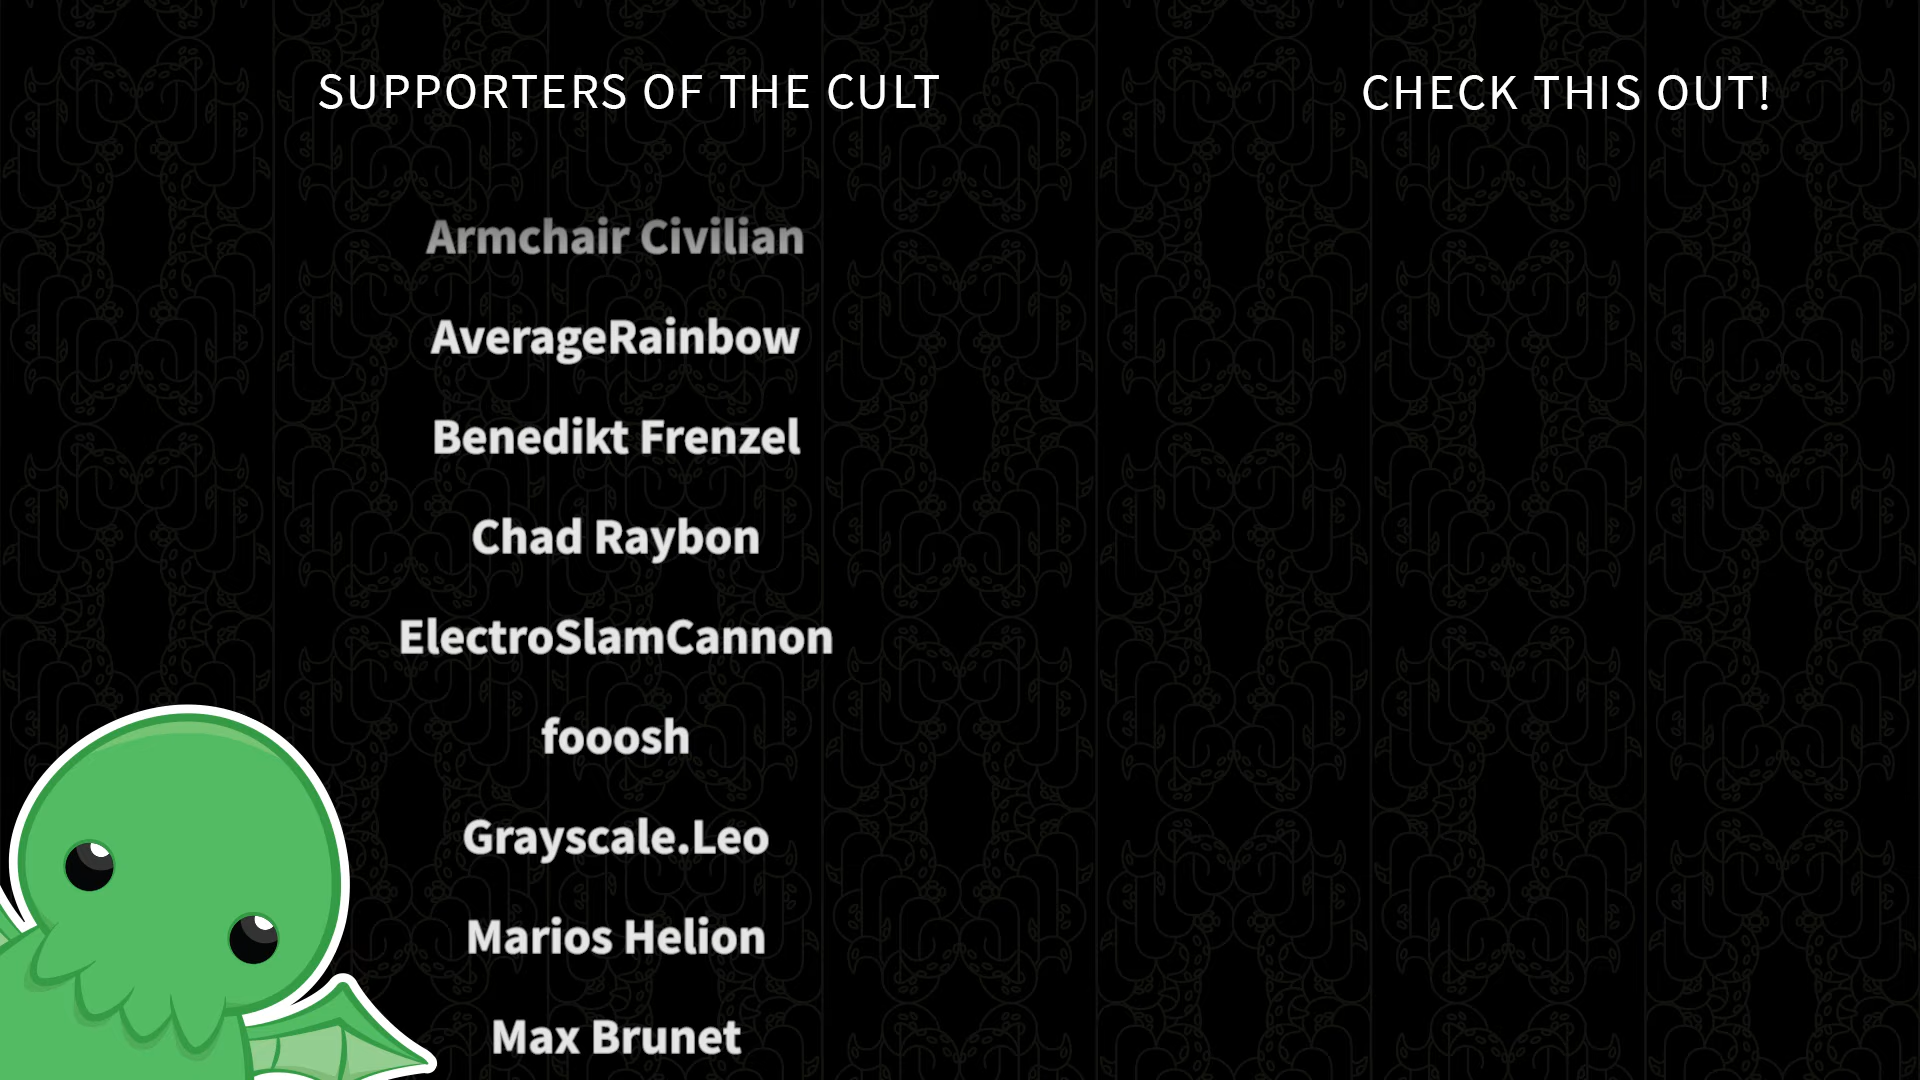 SUPPORTERS OF THE CULT
CHECK THIS OUT!
Armchair Civilian
AverageRainbow
Benedikt Frenzel
Chad Raybon
ElectroSlamCannon
fooosh
Grayscale.Leo
Marios Helion
Max Brunet